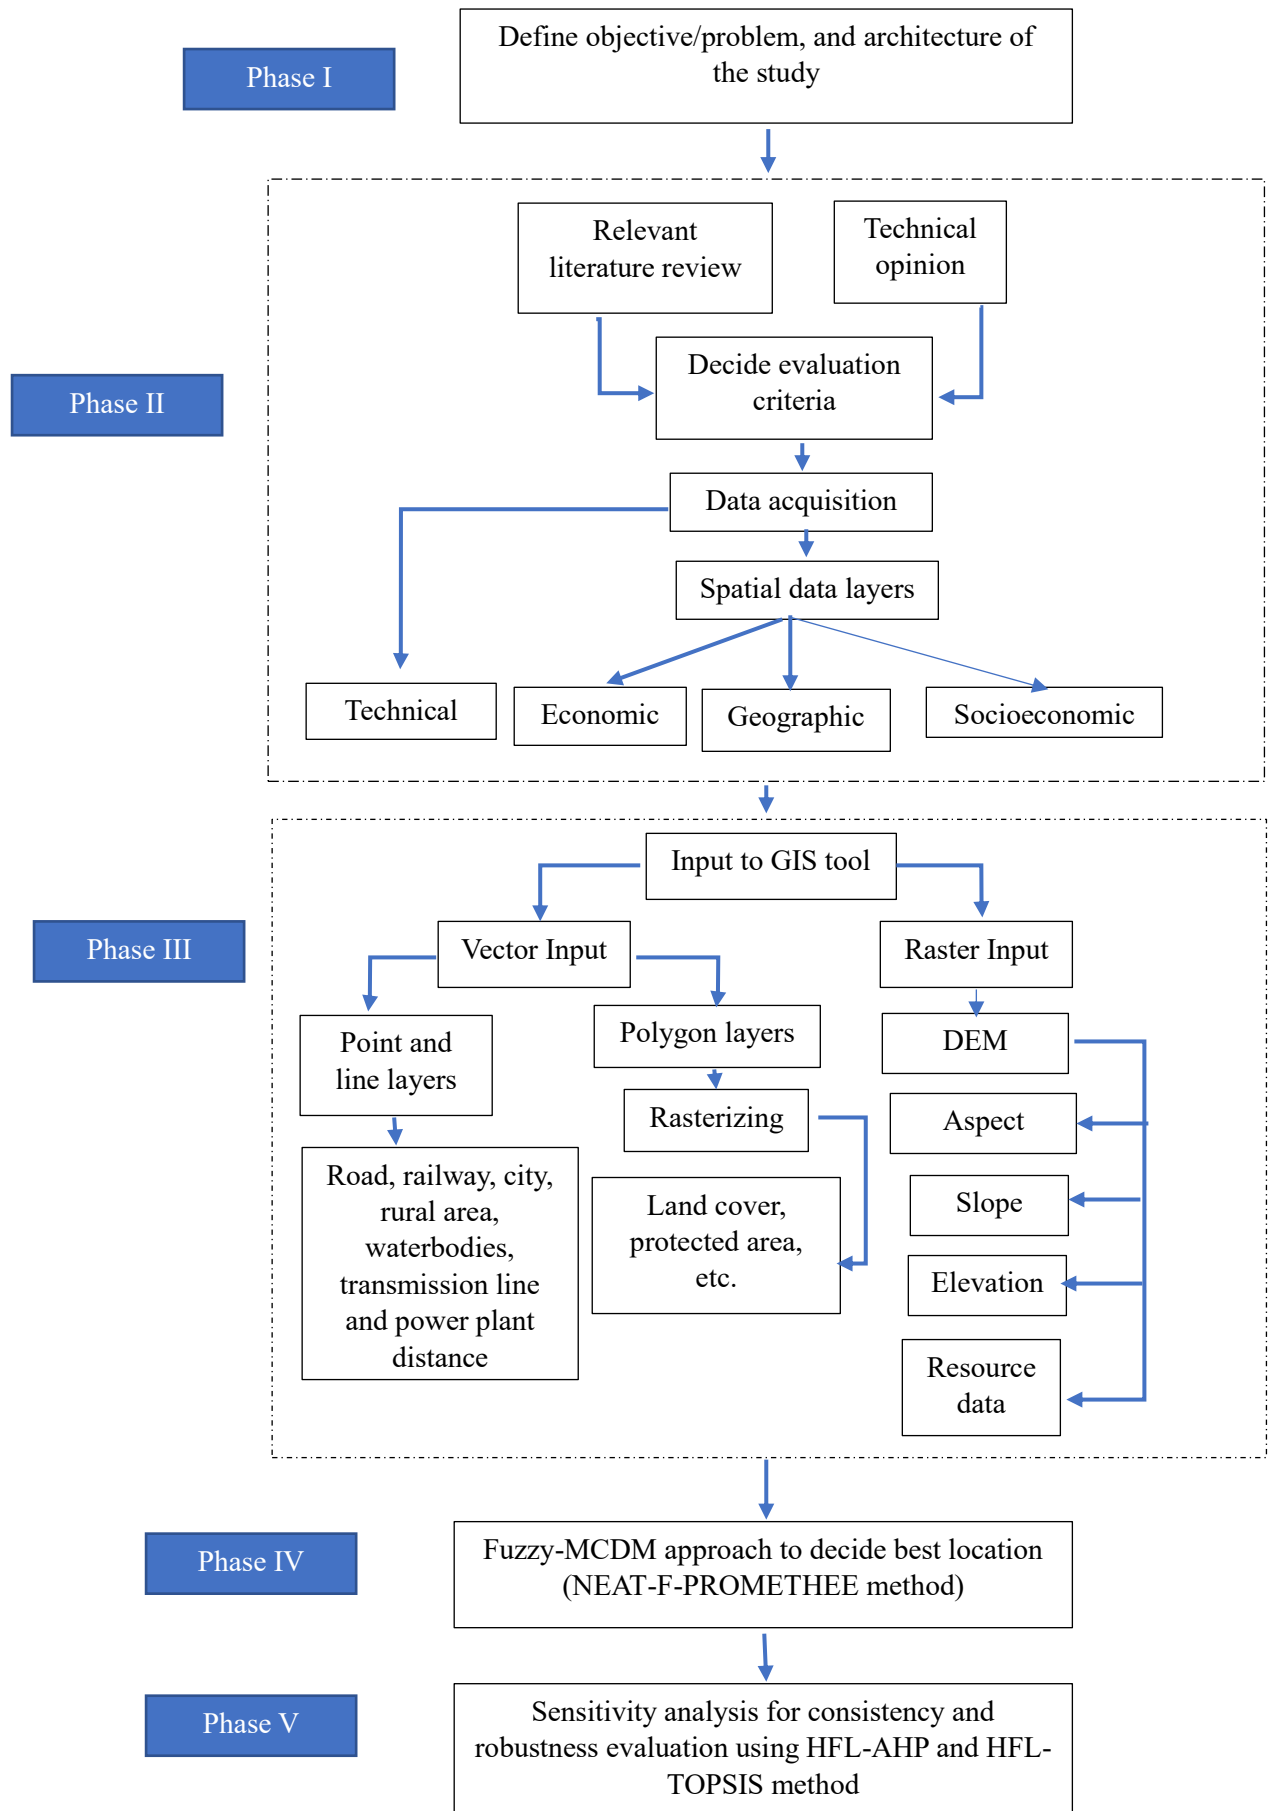 Phase I
Define objective/problem, and architecture of
the study
Phase II
Relevant
literature review
Technical
opinion
Decide evaluation
criteria
Data acquisition
Spatial data layers
Technical
Economic
Geographic
Socioeconomic
Phase III
Input to GIS tool
Vector Input
Raster Input
Point and
line layers
Polygon layers
DEM
Rasterizing
Aspect
Road, railway, city,
rural area,
waterbodies,
transmission line
and power plant
distance
Land cover,
protected area,
etc.
Slope
Elevation
Resource
data
Phase IV
Fuzzy-MCDM approach to decide best location
(NEAT-F-PROMETHEE method)
Phase V
Sensitivity analysis for consistency and
robustness evaluation using HFL-AHP and HFL-
TOPSIS method